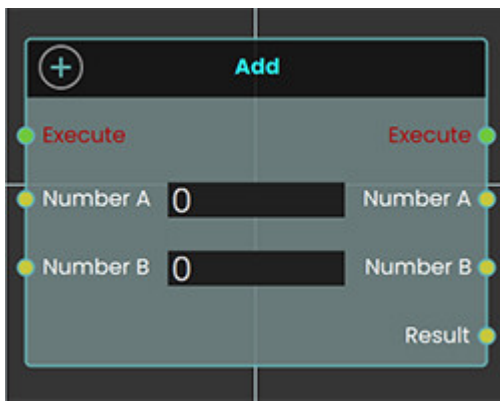 Add
Execute Execute
Number A 0 Number A
Number B 0 Number B
Result